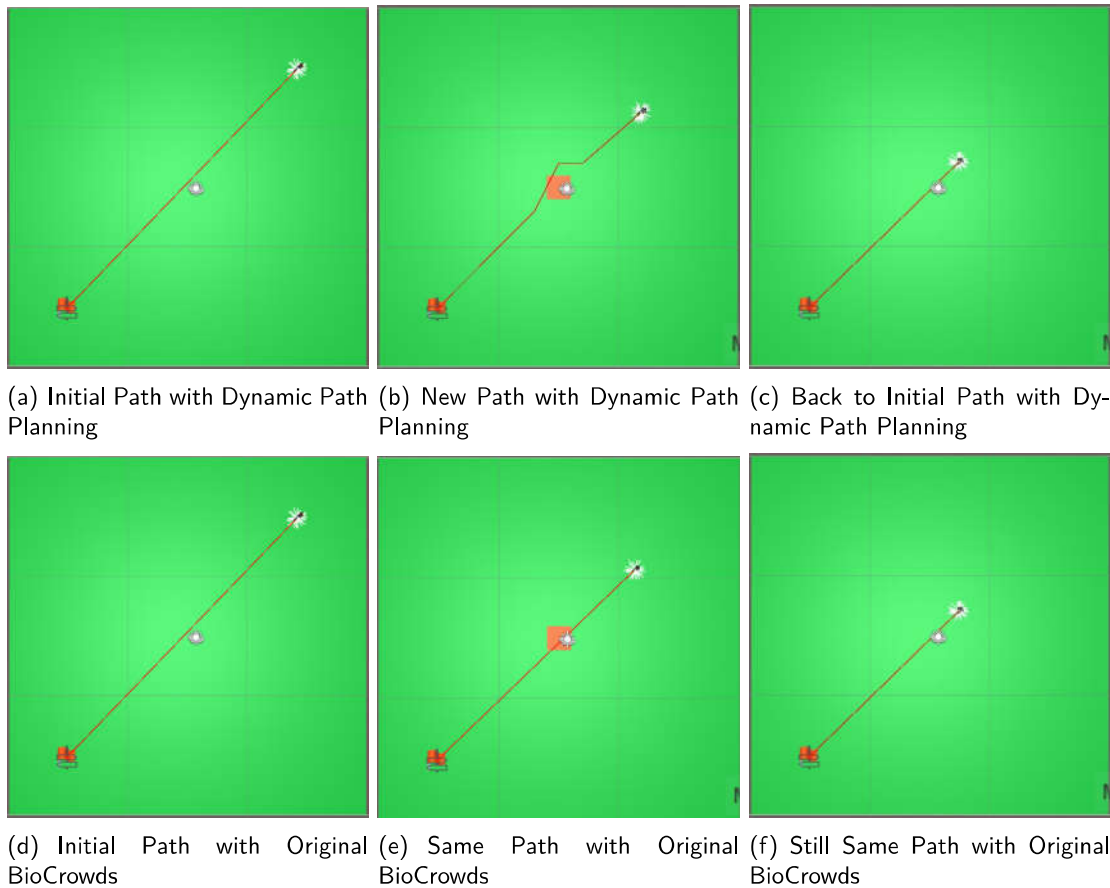 (a) Initial Path with Dynamic Path
Planning
(b) New Path with Dynamic Path
Planning
(c) Back to Initial Path with Dy-
namic Path Planning
(d) Initial Path with Original
BioCrowds
(e) Same Path with Original
BioCrowds
(f) Still Same Path with Original
BioCrowds